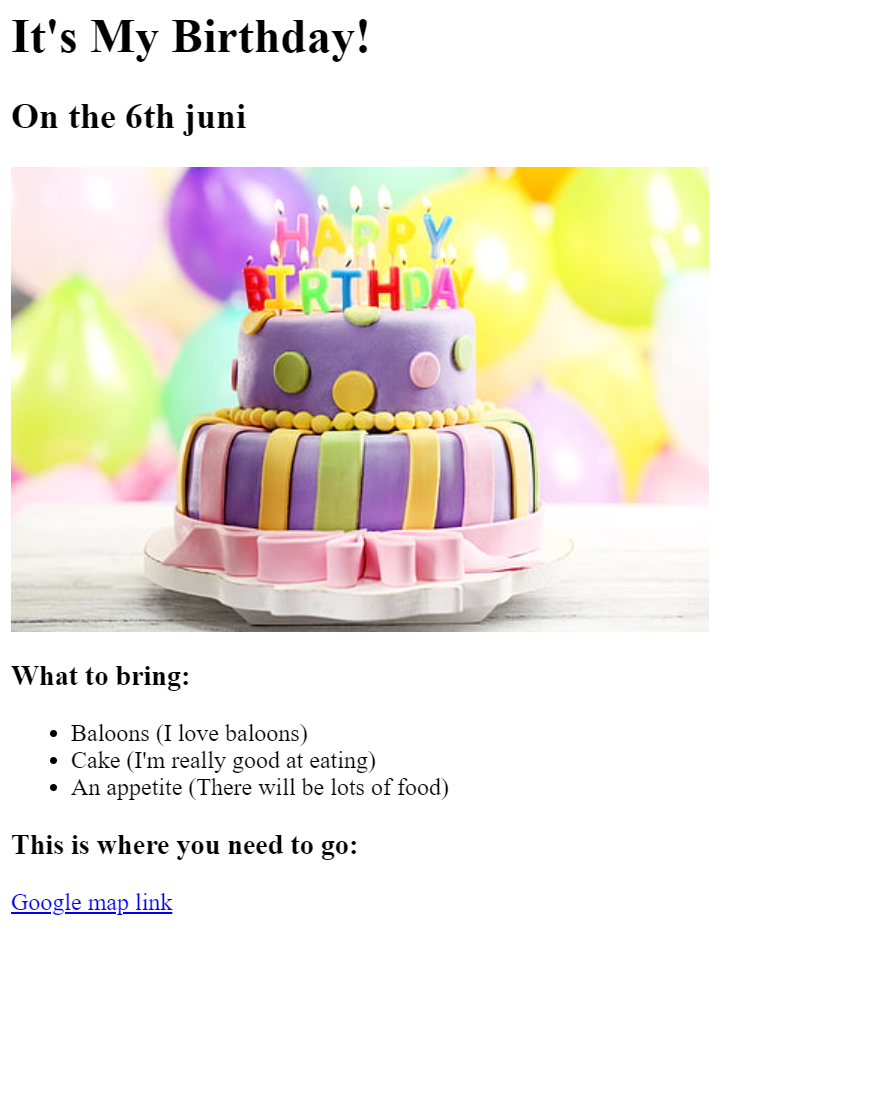 It's My Birthday!
On the 6th juni
HAPPY
BIRTHDAY
What to bring:
Baloons (I love baloons)
Cake (I'm really good at eating)
An appetite (There will be lots of food)
This is where you need to go:
Google map link